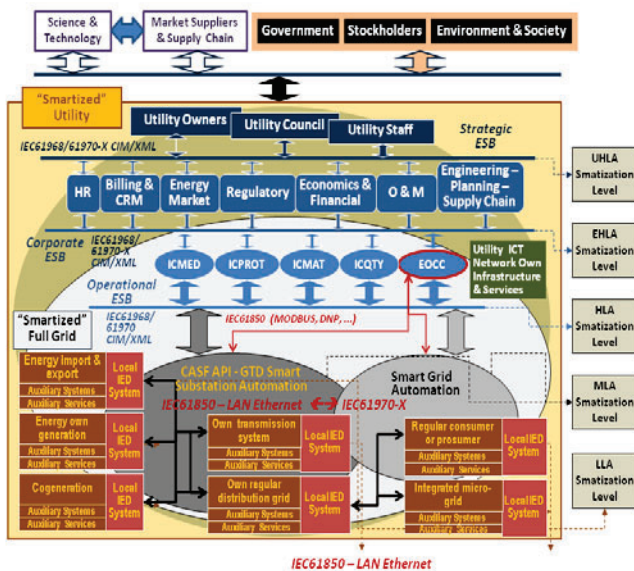 Science &
Technology
Market Suppliers
& Supply Chain
Government
Stockholders
Environment & Society
"Smartized"
Utility
Utility Owners
Utility Council
Utility Staff
Strategic
ESB
IEC61968/61970-X CIM/XML
HR
Billing &
CRM
Energy
Market
Regulatory
Economics &
Financial
O & M
Engineering –
Planning –
Supply Chain
Corporate
ESB
IEC61968/
61970-X
CIM/XML
ICMED
ICPROT
ICMAT
ICQTY
EOCC
Utility ICT
Network Own
Infrastructure
& Services
Operational
ESB
IEC61968/
61970
CIM/XML
"Smartized"
Full Grid
IEC61850 (MODBUS, DNP, ...)
CASF API - GTD Smart
Substation Automation
Smart Grid
Automation
IEC61850 – LAN Ethernet
IEC61970-X
Energy import &
export
Auxiliary Systems
Auxiliary Services
Local
IED
System
Energy own
generation
Auxiliary Systems
Auxiliary Services
Local
IED
System
Cogeneration
Auxiliary Systems
Auxiliary Services
Local
IED
System
Own transmission
system
Auxiliary Systems
Auxiliary Services
Local IED
System
Own regular
distribution grid
Auxiliary Systems
Auxiliary Services
Local IED
System
Regular consumer
or prosumer
Auxiliary Systems
Auxiliary Services
Local IED
System
Integrated micro-
grid
Auxiliary Systems
Auxiliary Services
Local IED
System
UHLA
Smatization
Level
EHLA
Smatization
Level
HLA
Smatization
Level
MLA
Smatization
Level
LLA
Smatization
Level
IEC61850 – LAN Ethernet